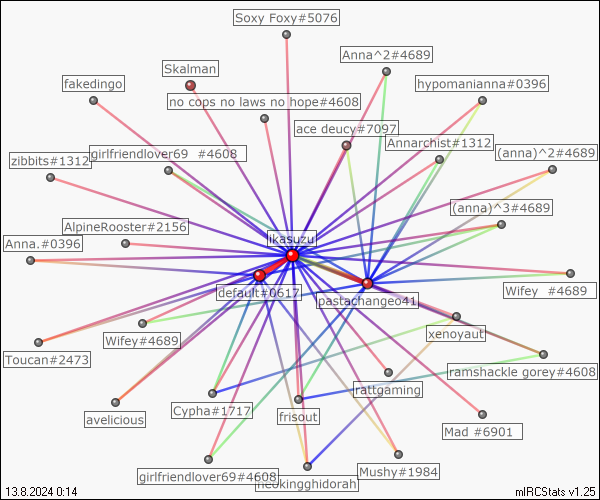 Soxy Foxy#5076
Anna^2#4689
Skalman
fakedingo
hypomanianna#0396
no cops no laws no hope#4608
ace deucy#7097
Annarchist#1312
zibbits#1312
girlfriendlover69 #4608
(anna)^2#4689
(anna)^3#4689
AlpineRooster#2156
jikasuzu
Anna.#0396
default#0617
pastachange041
Wifey #4689
Wifey#4689
xenoyaut
Toucan#2473
ramshackle gorey#4608
rattgaming
avelicious
Cypha#1717
frisout
Mad #6901
Mushy#1984
girlfriendlover69#4608
neokingghidorah
13.8.2024 0:14
mIRCStats v1.25